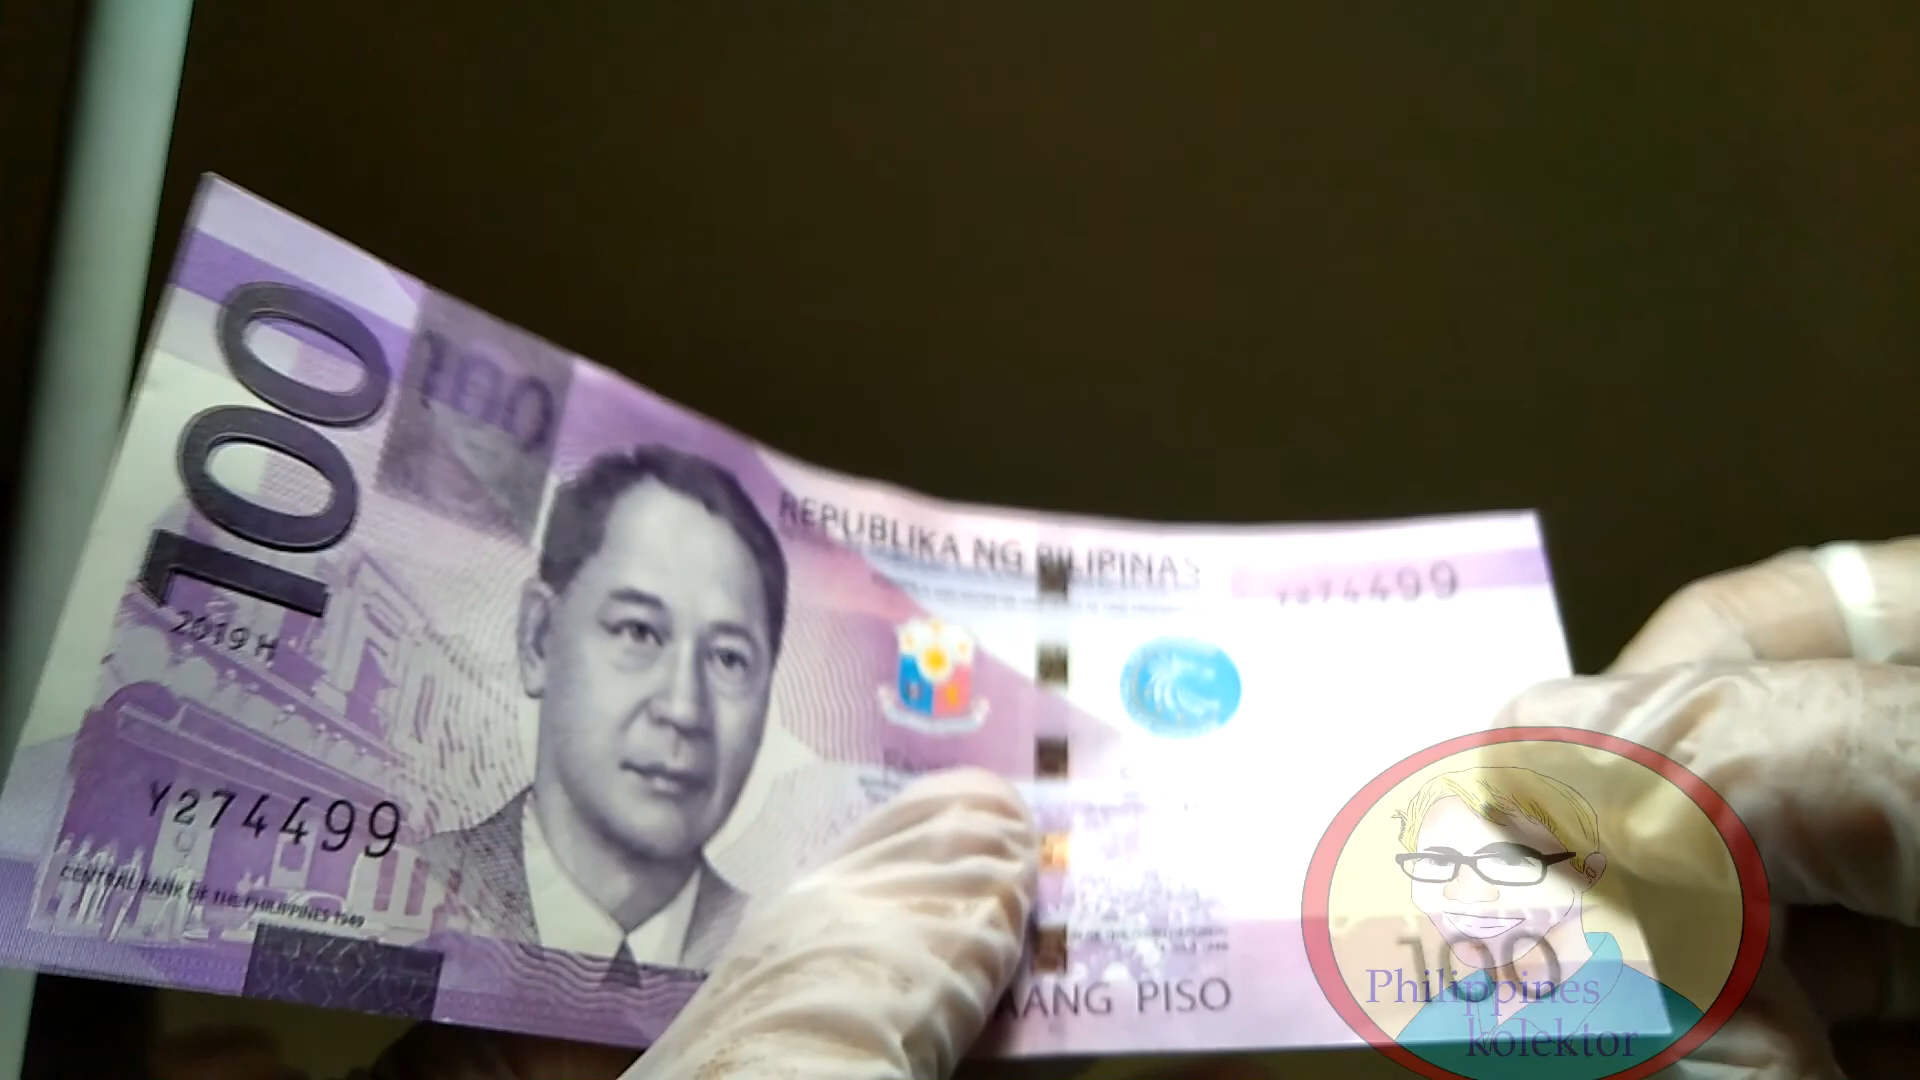 100
100
REPUBLIKA NG PILIPINAS
Y274499
2019 H
Y274499
CENTRAL BANK OF THE PHILIPPINES 1949
PISO
100
Philippines
kolektor